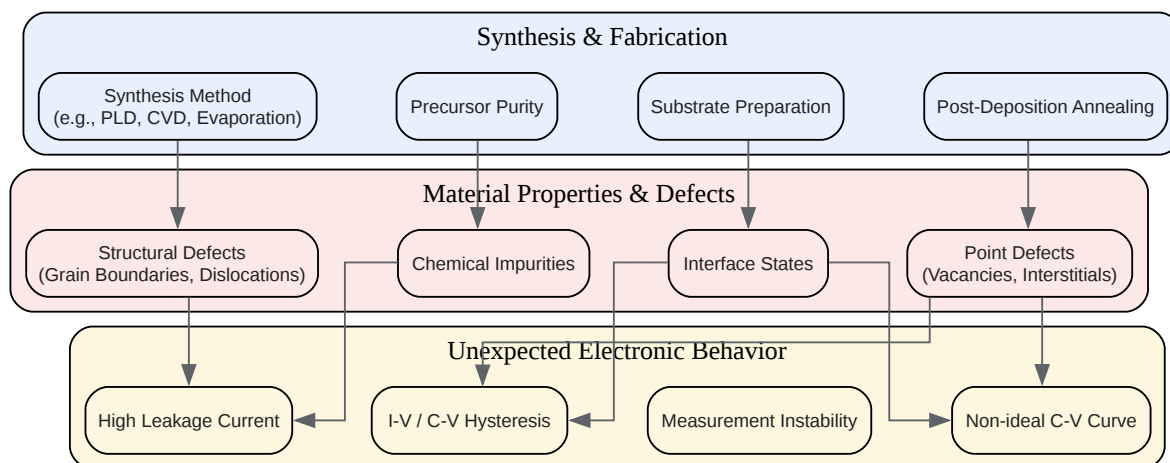 Synthesis & Fabrication
Synthesis Method
(e.g., PLD, CVD, Evaporation)
Precursor Purity
Substrate Preparation
Post-Deposition Annealing
Material Properties & Defects
Structural Defects
(Grain Boundaries, Dislocations)
Chemical Impurities
Interface States
Point Defects
(Vacancies, Interstitials)
Unexpected Electronic Behavior
High Leakage Current
I-V / C-V Hysteresis
Measurement Instability
Non-ideal C-V Curve